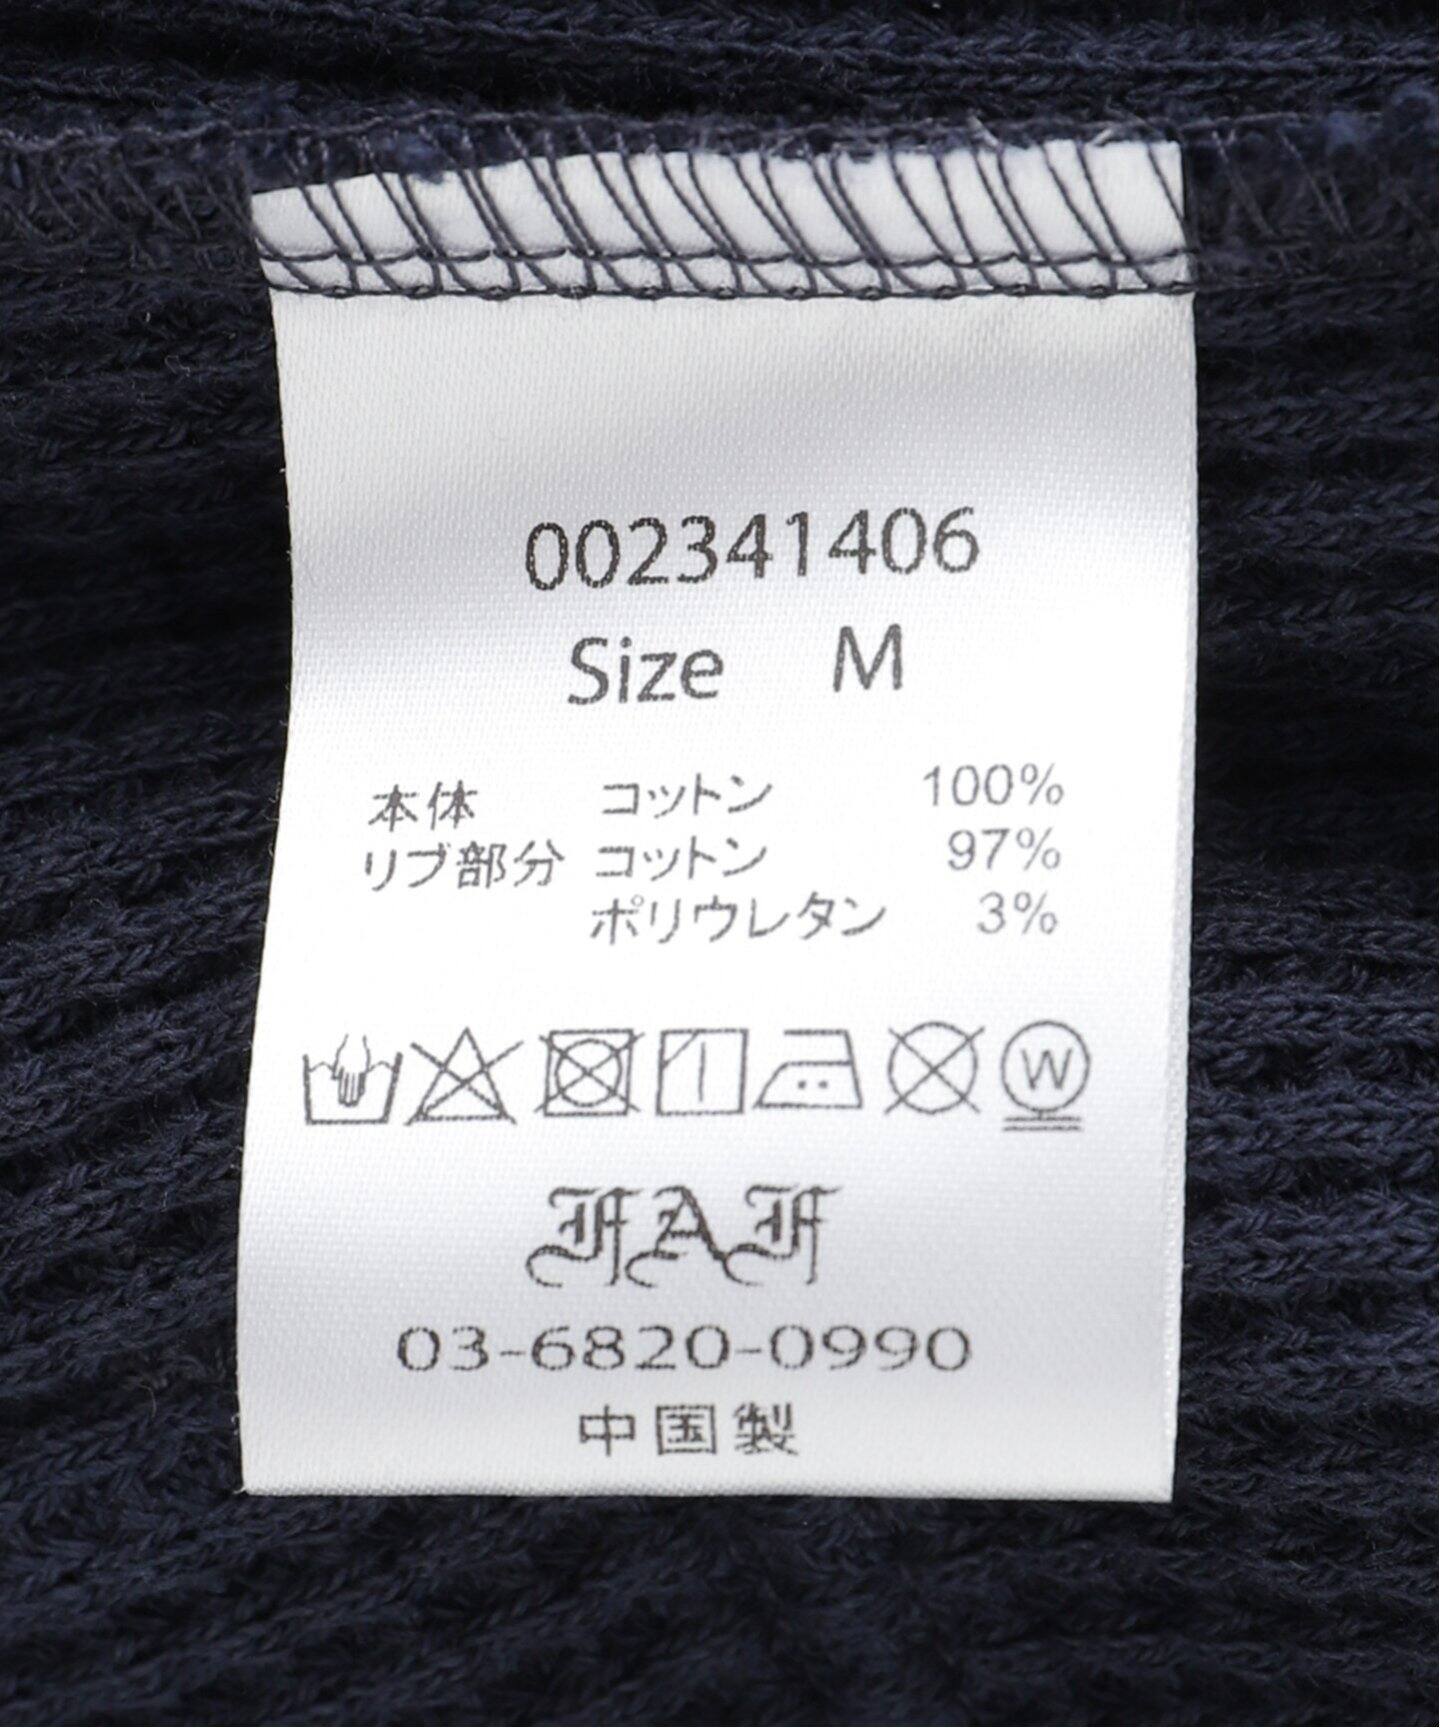 002341406
Size M
本体 コットン 100%
リブ部分 コットン 97%
ポリウレタン 3%
W
FAF
03-6820-0990
中国製